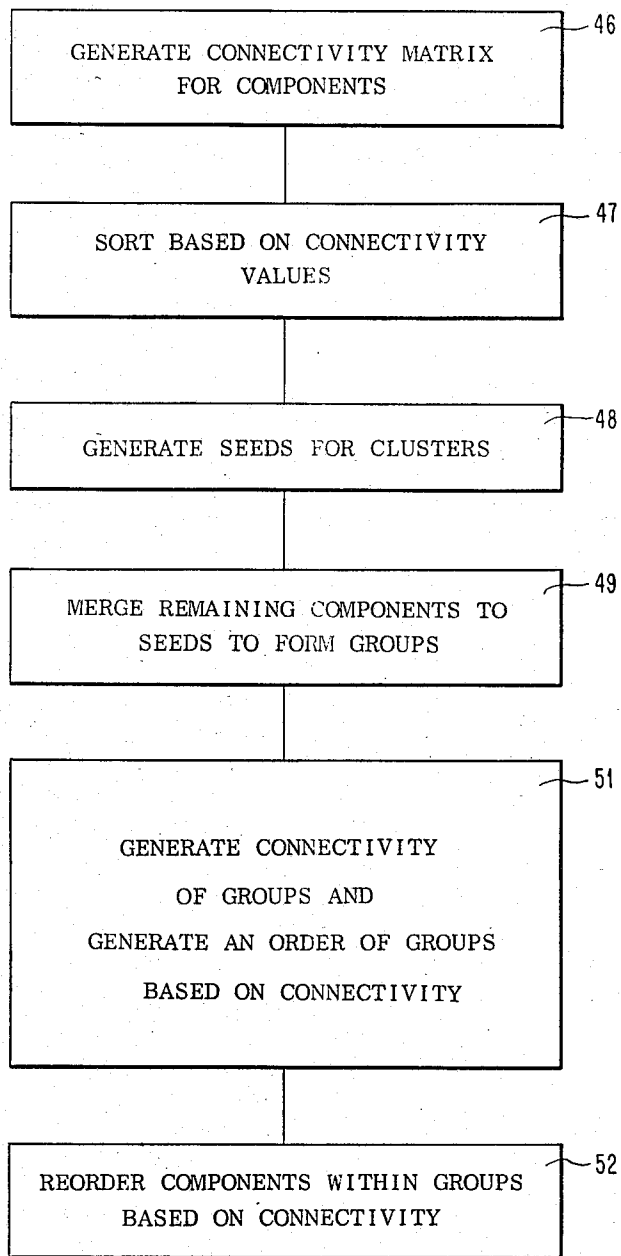 46
GENERATE CONNECTIVITY MATRIX
FOR COMPONENTS
47
SORT BASED ON CONNECTIVITY
VALUES
48
GENERATE SEEDS FOR CLUSTERS
49
MERGE REMAINING COMPONENTS TO
SEEDS TO FORM GROUPS
51
GENERATE CONNECTIVITY
OF GROUPS AND
GENERATE AN ORDER OF GROUPS
BASED ON CONNECTIVITY
52
REORDER COMPONENTS WITHIN GROUPS
BASED ON CONNECTIVITY